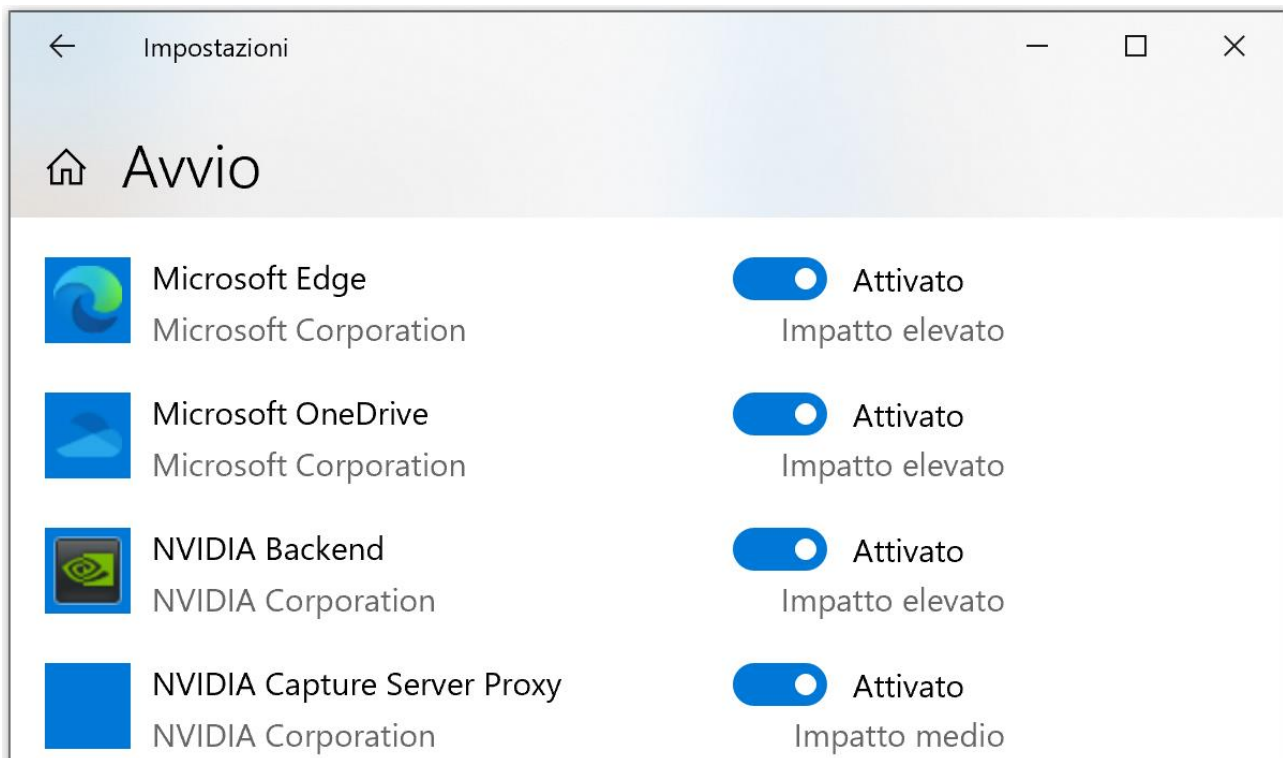 Impostazioni
Avvio
Microsoft Edge
Attivato
Microsoft Corporation
Impatto elevato
Microsoft OneDrive
Attivato
Microsoft Corporation
Impatto elevato
NVIDIA Backend
Attivato
NVIDIA Corporation
Impatto elevato
NVIDIA Capture Server Proxy
Attivato
NVIDIA Corporation
Impatto medio